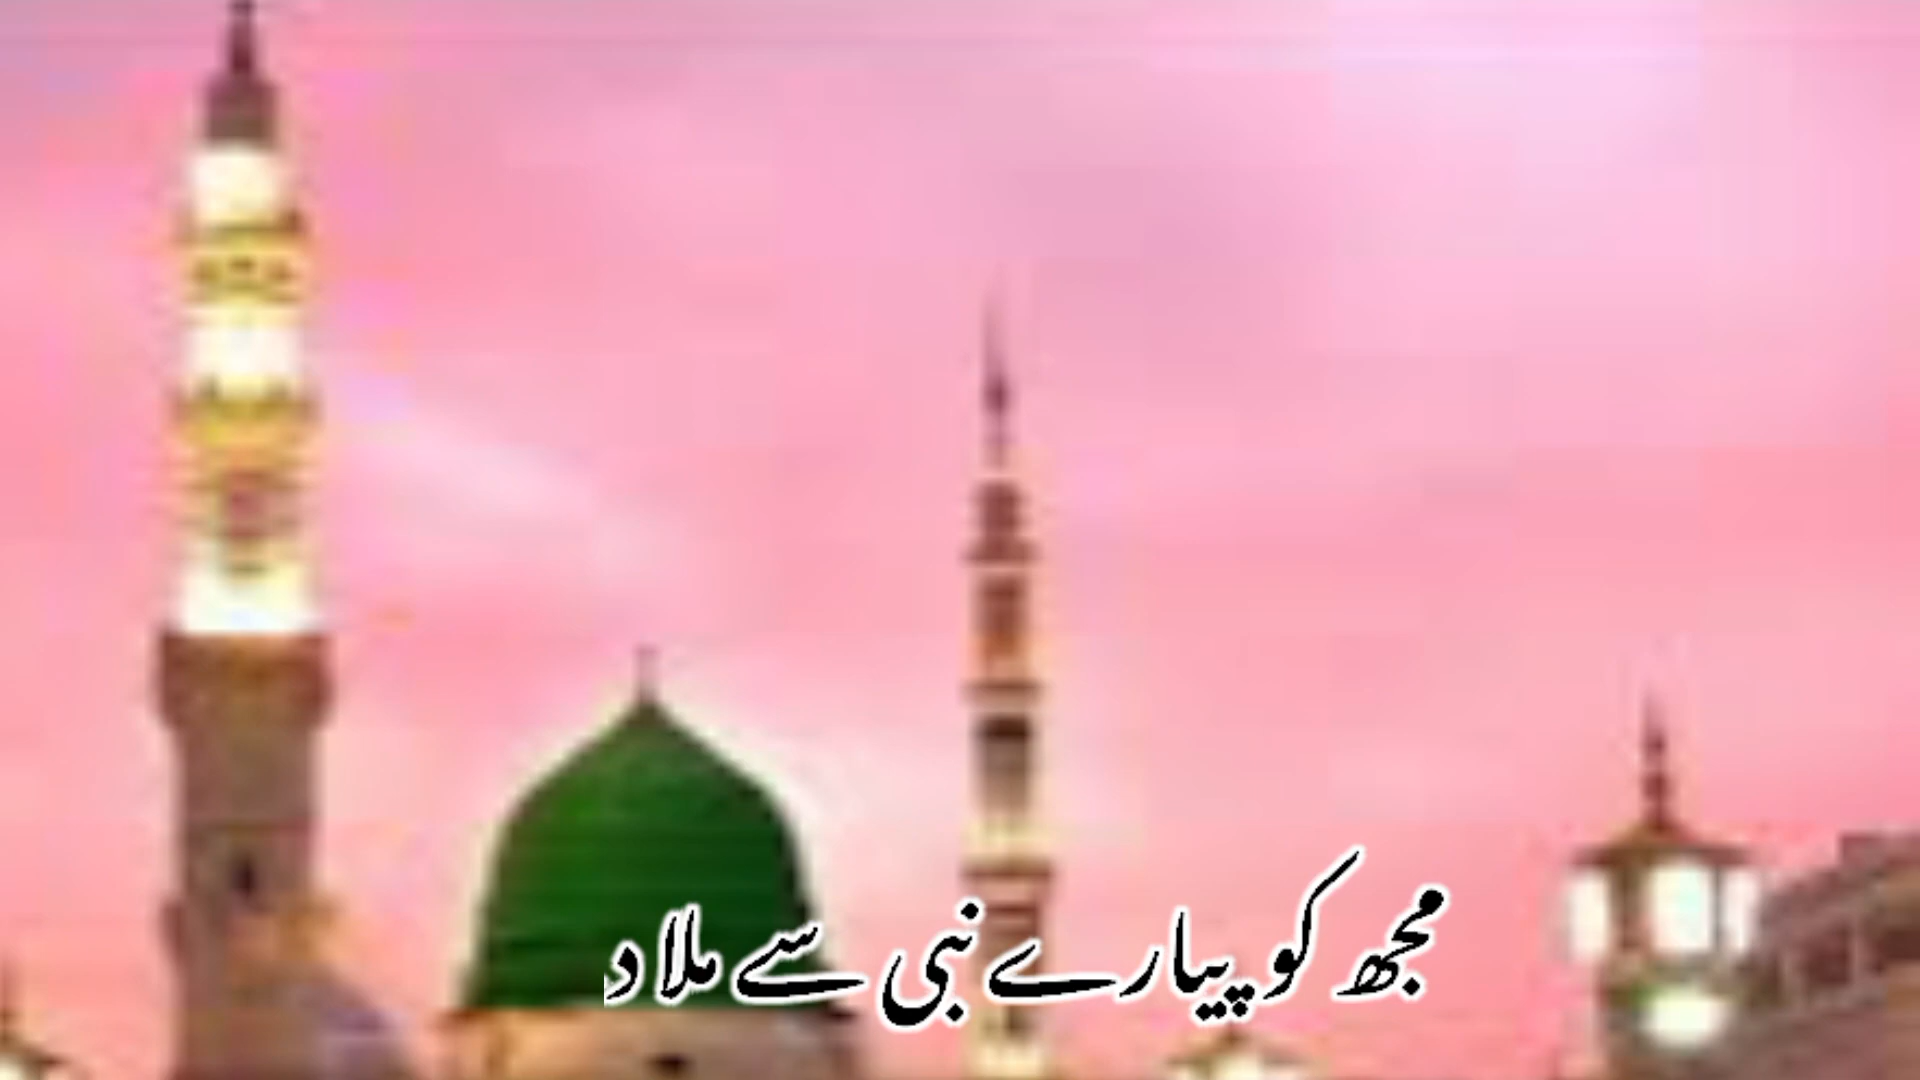 مجھ کو پیارے نبی سے ملا د